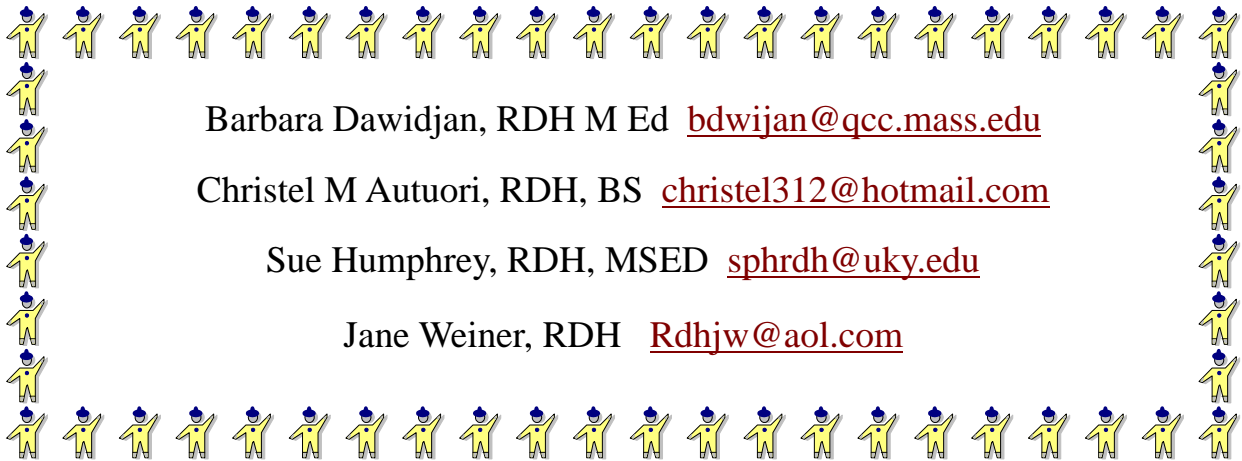 Barbara Dawidjan, RDH M Ed bdwijan@qcc.mass.edu
Christel M Autuori, RDH, BS christel312@hotmail.com
Sue Humphrey, RDH, MSED sphrdh@uky.edu
Jane Weiner, RDH Rdhjw@aol.com